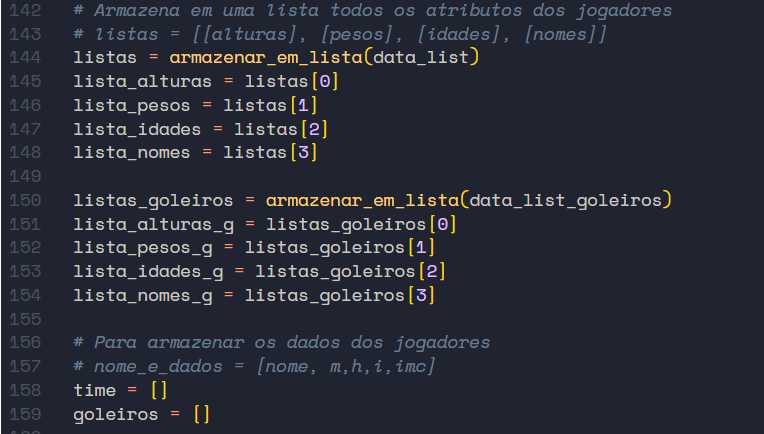 142 # Armazena em uma lista todos os atributos dos jogadores
143 # listas = [[alturas], [pesos], [idades], [nomes]]
144 listas = armazenar_em_lista(data_list)
145 lista_alturas = listas[0]
146 lista_pesos = listas[1]
147 lista_idades = listas[2]
148 lista_nomes = listas[3]
149
150 listas_goleiros = armazenar_em_lista(data_list_goleiros)
151 lista_alturas_g = listas_goleiros[0]
152 lista_pesos_g = listas_goleiros[1]
153 lista_idades_g = listas_goleiros[2]
154 lista_nomes_g = listas_goleiros[3]
155
156 # Para armazenar os dados dos jogadores
157 # nome_e_dados = [nome, m,h,i,imc]
158 time = []
159 goleiros = []